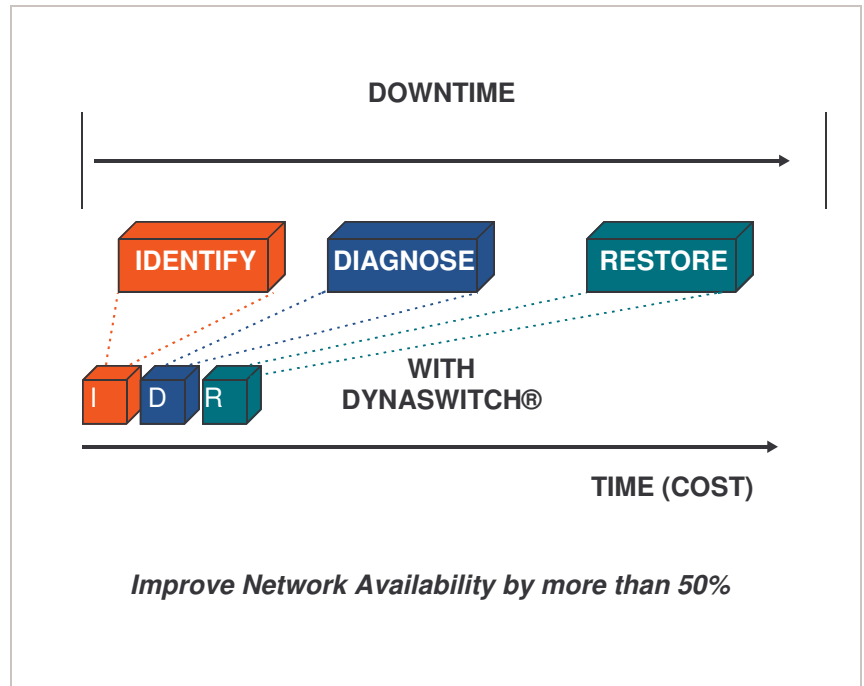 DOWNTIME
IDENTIFY
DIAGNOSE
RESTORE
WITH
DYNASWITCH®
I
D
R
TIME (COST)
Improve Network Availability by more than 50%